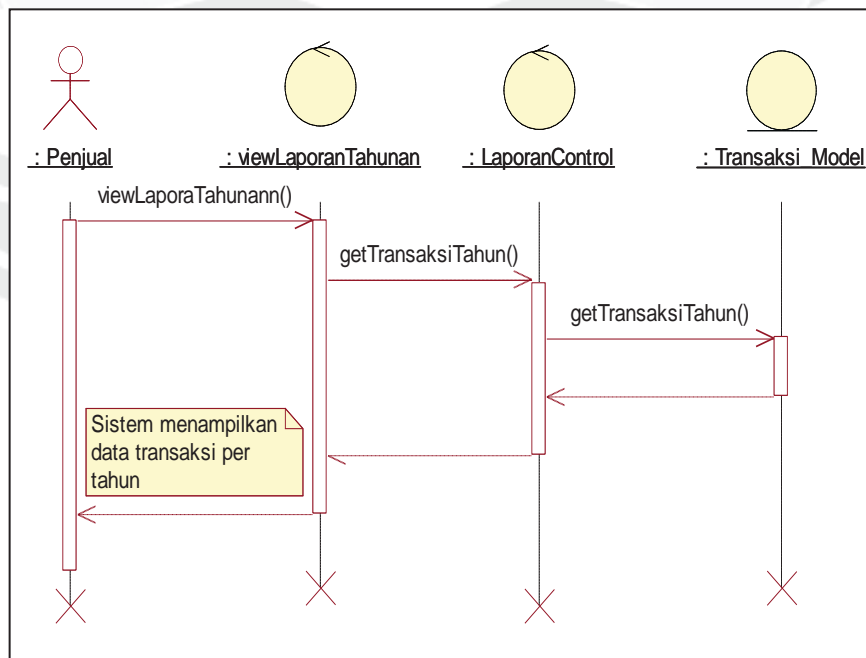 : Penjual
: viewLaporanTahunan
: LaporanControl
: Transaksi_Model
viewLaporaTahunann()
getTransaksiTahun()
getTransaksiTahun()
Sistem menampilkan
data transaksi per
tahun